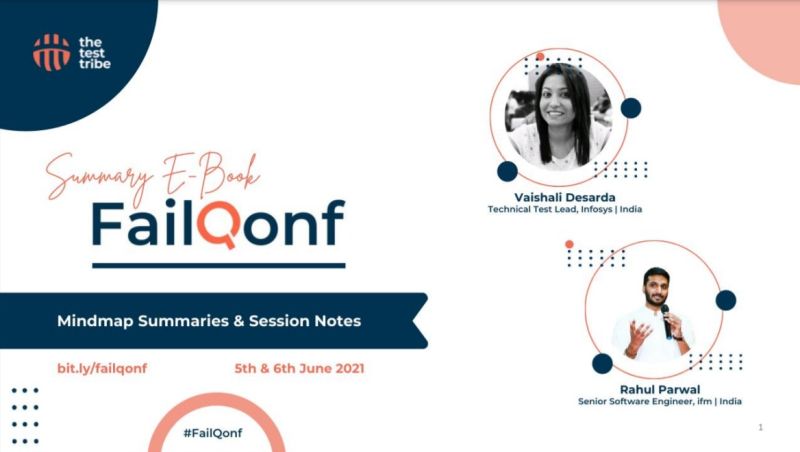 the
test
tribe
Summary E-Book
FailQonf
Mindmap Summaries & Session Notes
bit.ly/failqonf
5th & 6th June 2021
#FailQonf
Vaishali Desarda
Technical Test Lead, Infosys | India
Rahul Parwal
Senior Software Engineer, ifm | India
1